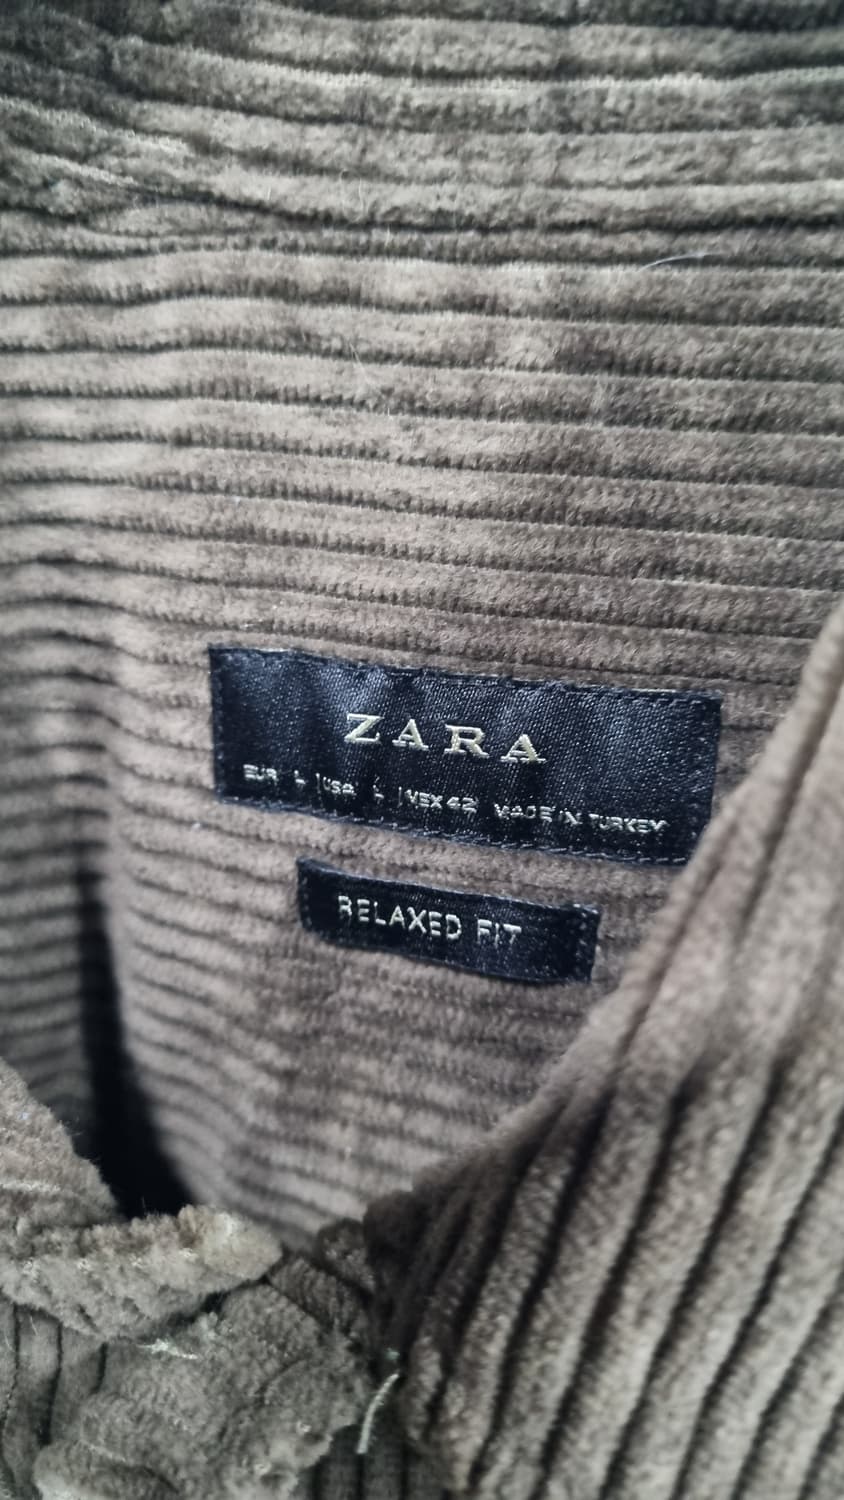 ZARA
EUR L | USA L | MEX 42 MADE IN TURKEY
RELAXED FIT